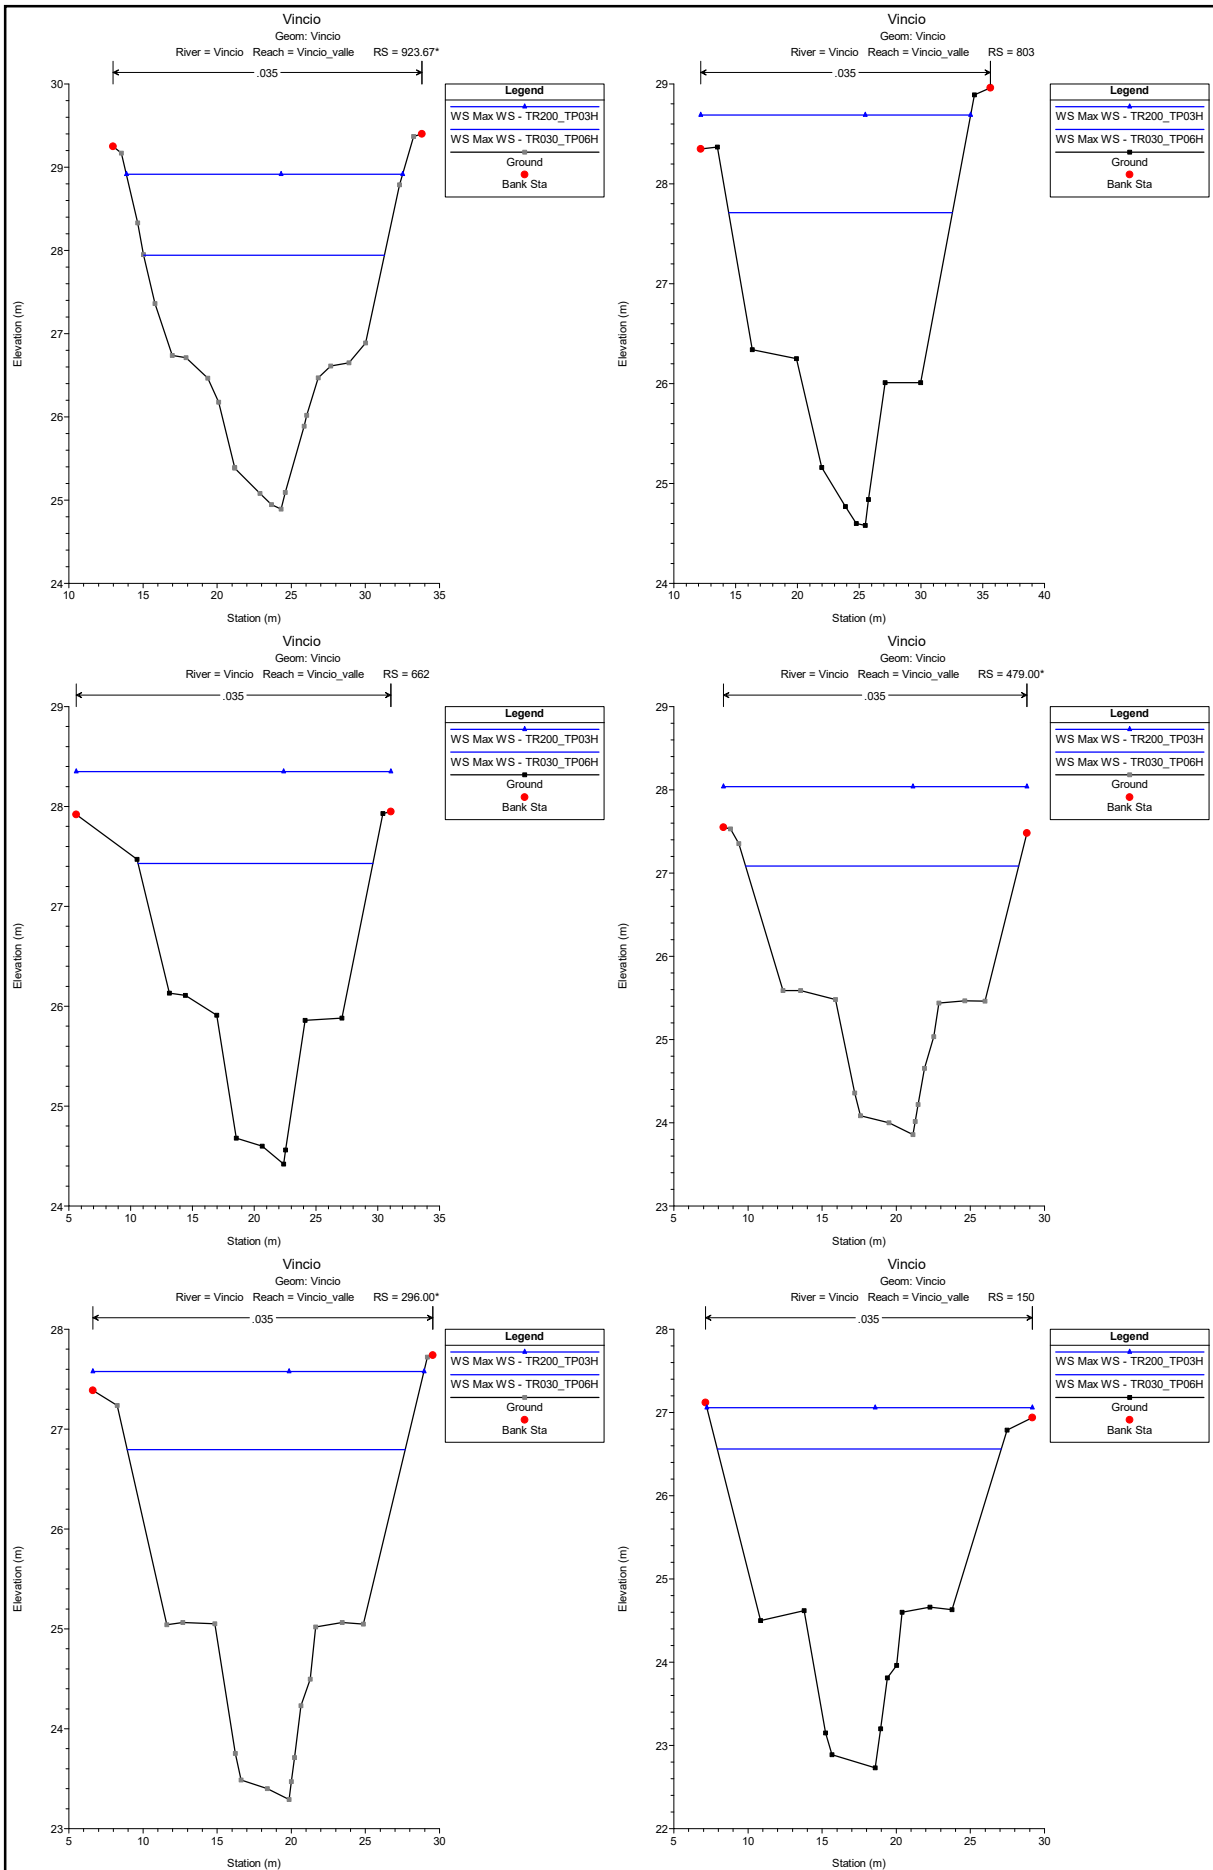 Vincio
Geom: Vincio
River = Vincio Reach = Vincio_valle RS = 923.67*
.035
Legend
WS Max WS - TR200_TP03H
WS Max WS - TR030_TP06H
Ground
Bank Sta
30
29
28
27
26
25
24
10 15 20 25 30 35
Elevation (m)
Station (m)
Vincio
Geom: Vincio
River = Vincio Reach = Vincio_valle RS = 803
.035
Legend
WS Max WS - TR200_TP03H
WS Max WS - TR030_TP06H
Ground
Bank Sta
29
28
27
26
25
24
10 15 20 25 30 35 40
Elevation (m)
Station (m)
Vincio
Geom: Vincio
River = Vincio Reach = Vincio_valle RS = 662
.035
Legend
WS Max WS - TR200_TP03H
WS Max WS - TR030_TP06H
Ground
Bank Sta
29
28
27
26
25
24
5 10 15 20 25 30 35
Elevation (m)
Station (m)
Vincio
Geom: Vincio
River = Vincio Reach = Vincio_valle RS = 479.00*
.035
Legend
WS Max WS - TR200_TP03H
WS Max WS - TR030_TP06H
Ground
Bank Sta
29
28
27
26
25
24
23
5 10 15 20 25 30
Elevation (m)
Station (m)
Vincio
Geom: Vincio
River = Vincio Reach = Vincio_valle RS = 296.00*
.035
Legend
WS Max WS - TR200_TP03H
WS Max WS - TR030_TP06H
Ground
Bank Sta
28
27
26
25
24
23
5 10 15 20 25 30
Elevation (m)
Station (m)
Vincio
Geom: Vincio
River = Vincio Reach = Vincio_valle RS = 150
.035
Legend
WS Max WS - TR200_TP03H
WS Max WS - TR030_TP06H
Ground
Bank Sta
28
27
26
25
24
23
22
5 10 15 20 25 30
Elevation (m)
Station (m)